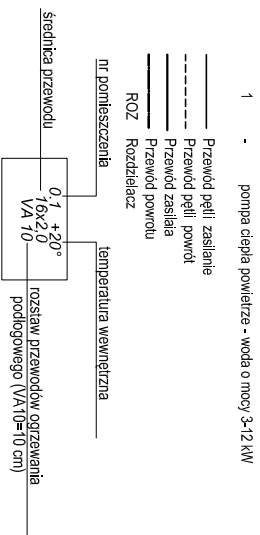 1 - pompa ciepła powietrze - woda o mocy 3-12 kW
Przewód pętli zasilanie
Przewód pętli powrót
Przewód zasilaia
Przewód powrotu
ROZ Rozdzielacz
nr pomieszczenia
temperatura wewnętrzna
0,1 +20°
16x2,0
VA 10
średnica przewodu
rozstaw przewodów ogrzewania
podłogowego (VA10=10 cm)